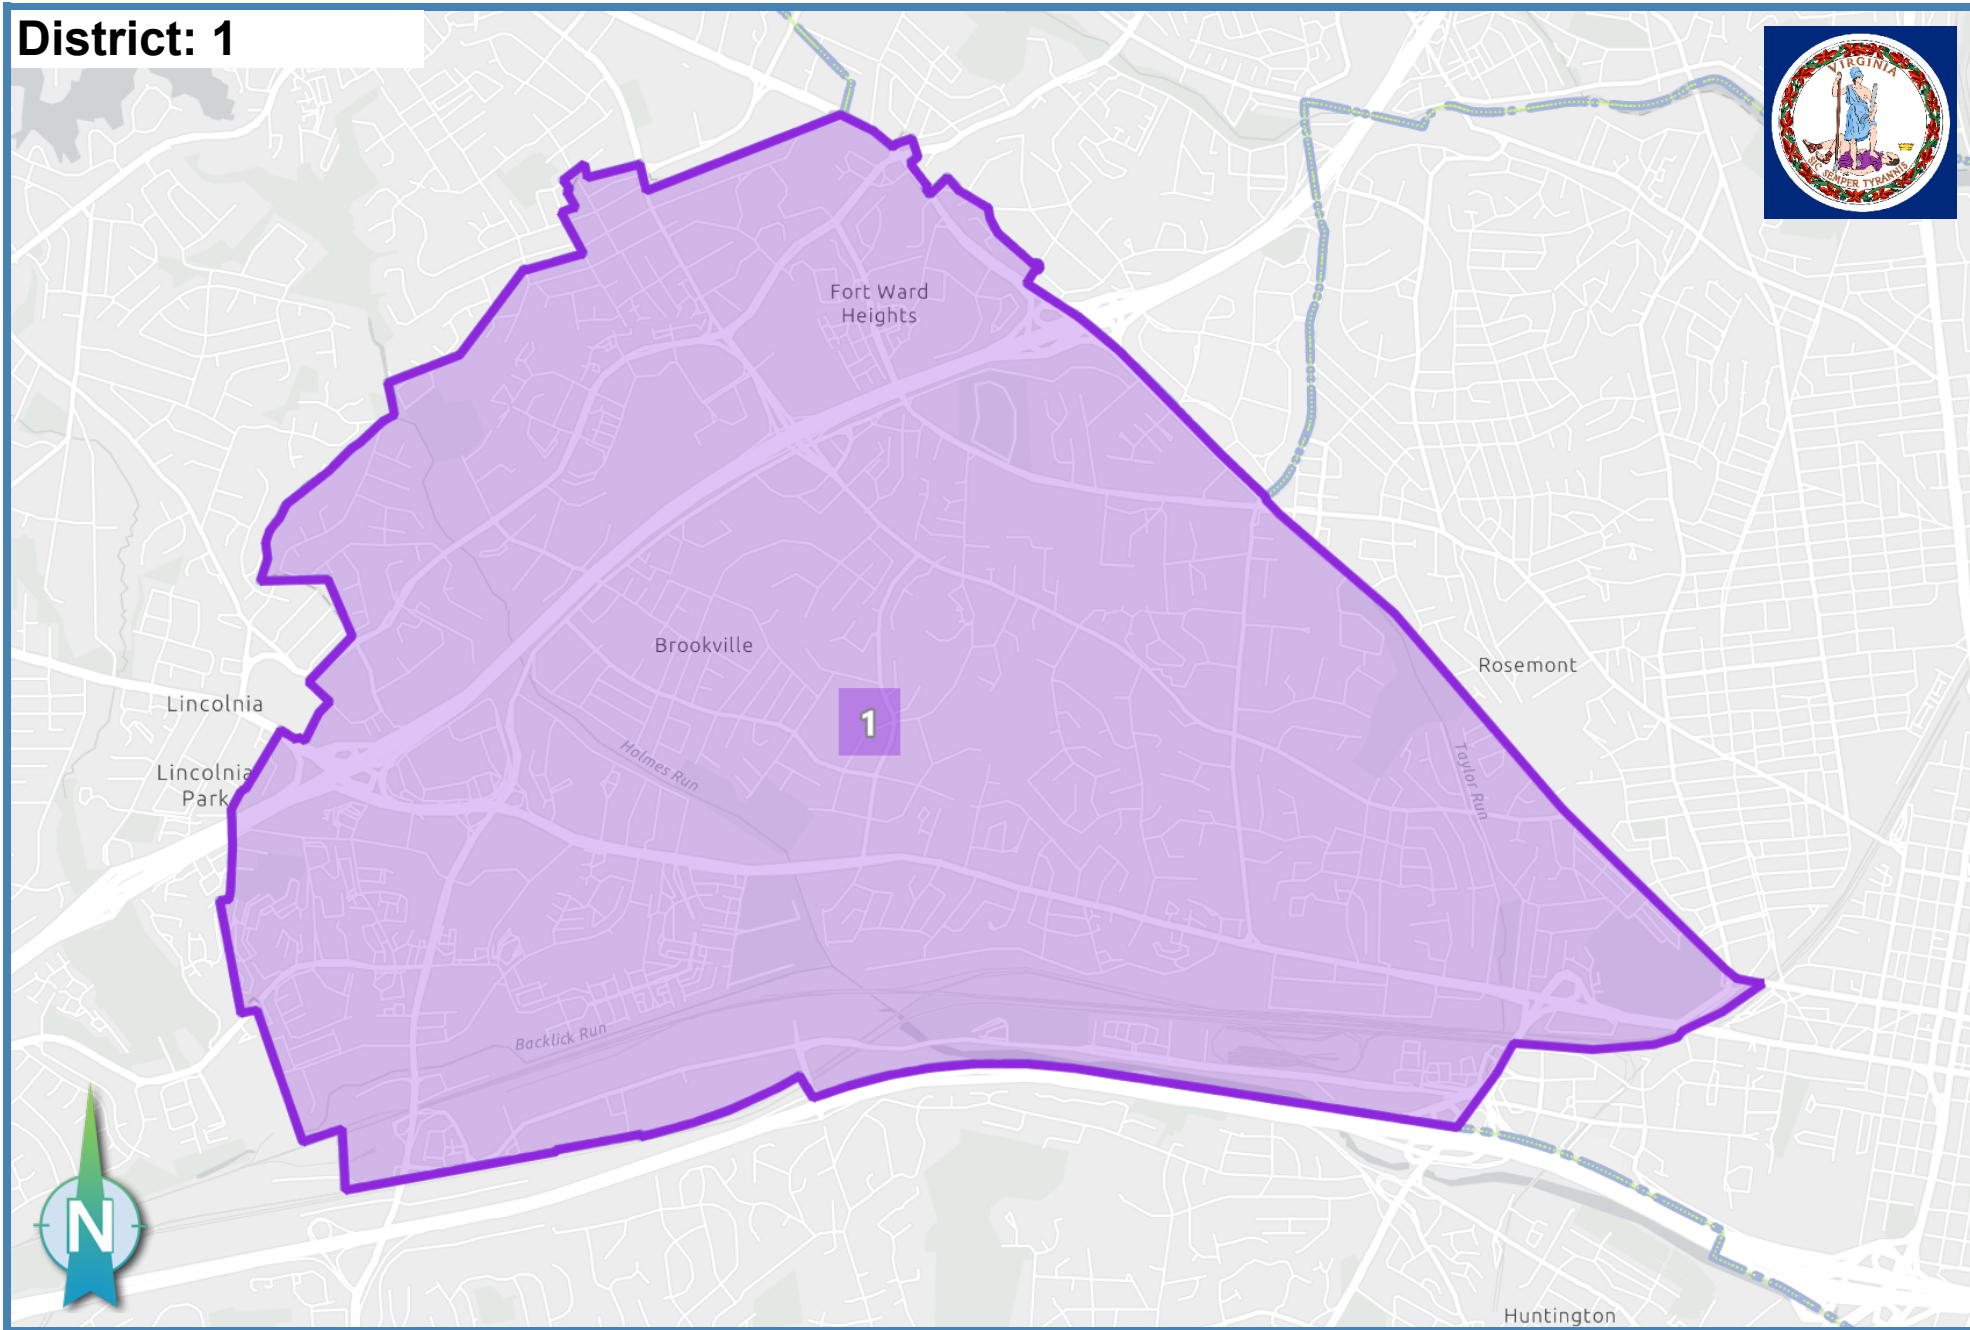 District: 1
VIRGINIA
SIC SEMPER TYRANNIS
Fort Ward
Heights
Brookville
Rosemont
Lincolnia
1
Holmes Run
Taylor Run
Lincolnia
Park
Backlick Run
N
Huntington